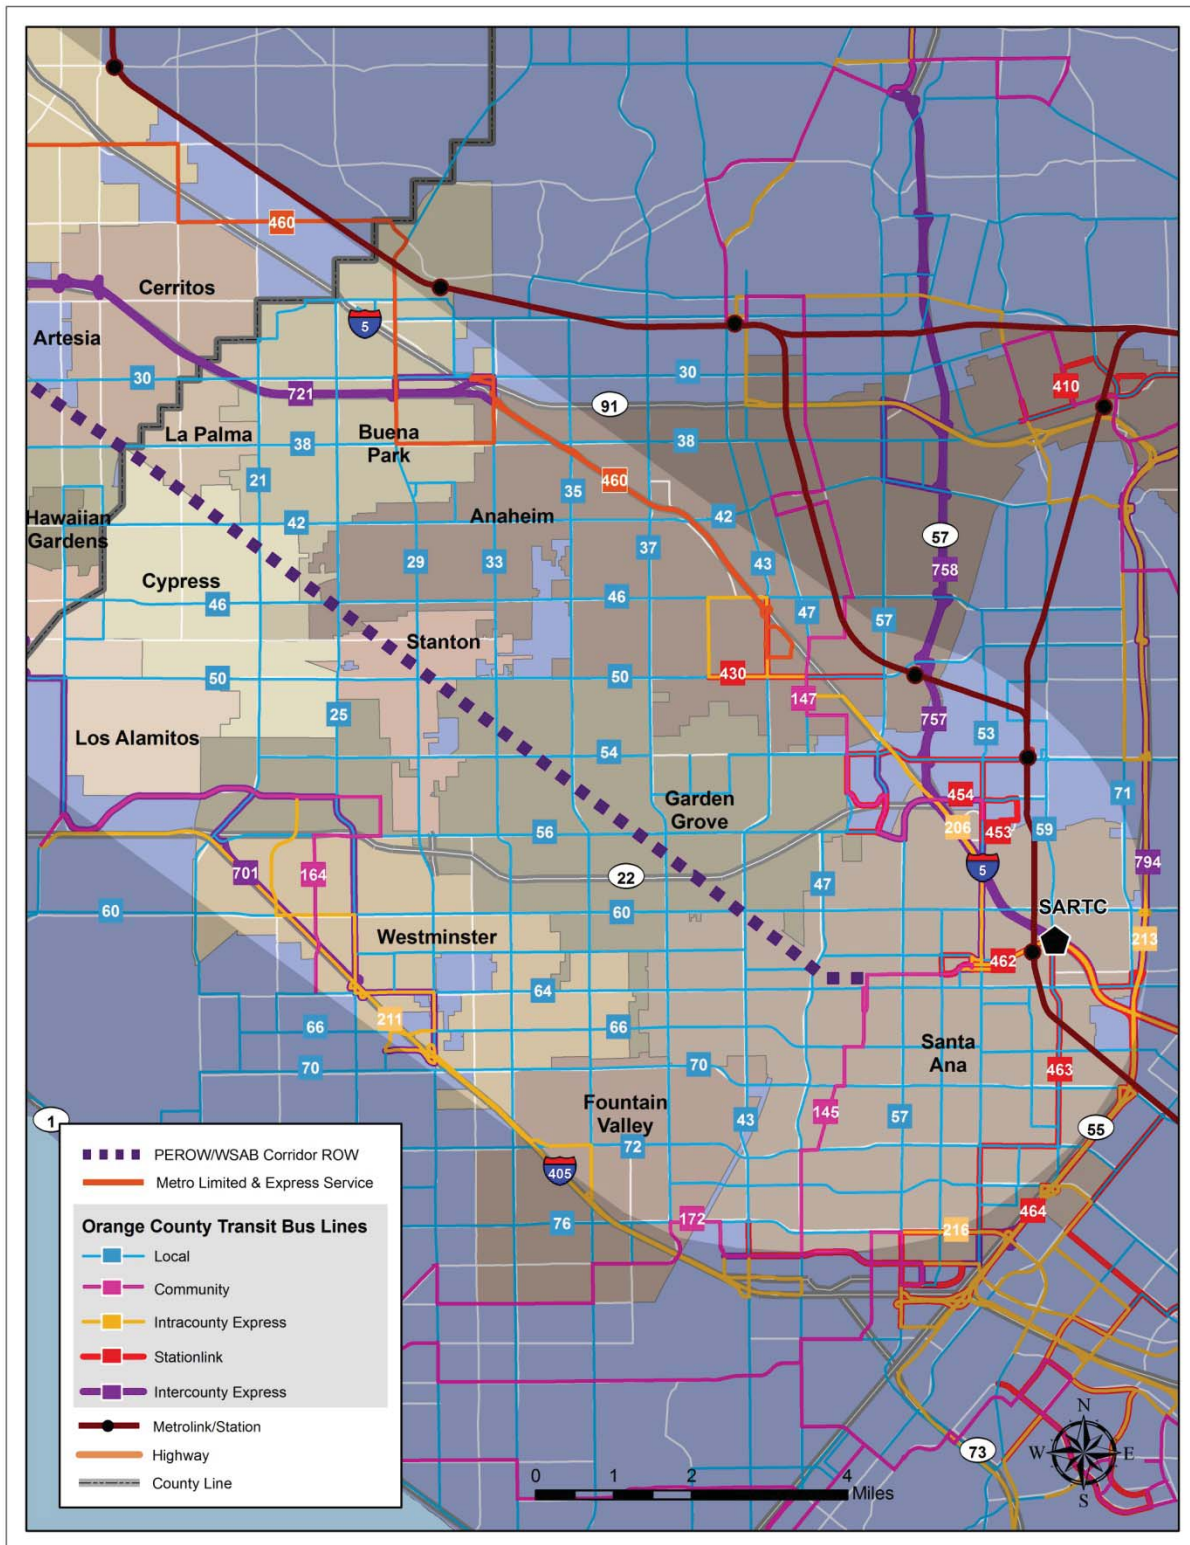 460
Cerritos
5
Artesia
410
30
721
30
91
La Palma
38
Buena
Park
38
21
35
460
Hawaiian
Gardens
42
Anaheim
42
57
29
33
37
43
758
Cypress
46
46
47
57
Stanton
50
50
430
147
25
757
53
Los Alamitos
54
454
71
Garden
Grove
56
206
453
59
701
164
22
47
5
794
60
60
SARTC
Westminster
213
462
64
211
66
66
Santa
Ana
70
70
463
Fountain
Valley
1
43
145
57
55
72
405
172
76
216
464
PEROW/WSAB Corridor ROW
Metro Limited & Express Service
Orange County Transit Bus Lines
Local
Community
Intracounty Express
Stationlink
Intercounty Express
Metrolink/Station
Highway
County Line
0 1 2 4
Miles
73
N
W E
S